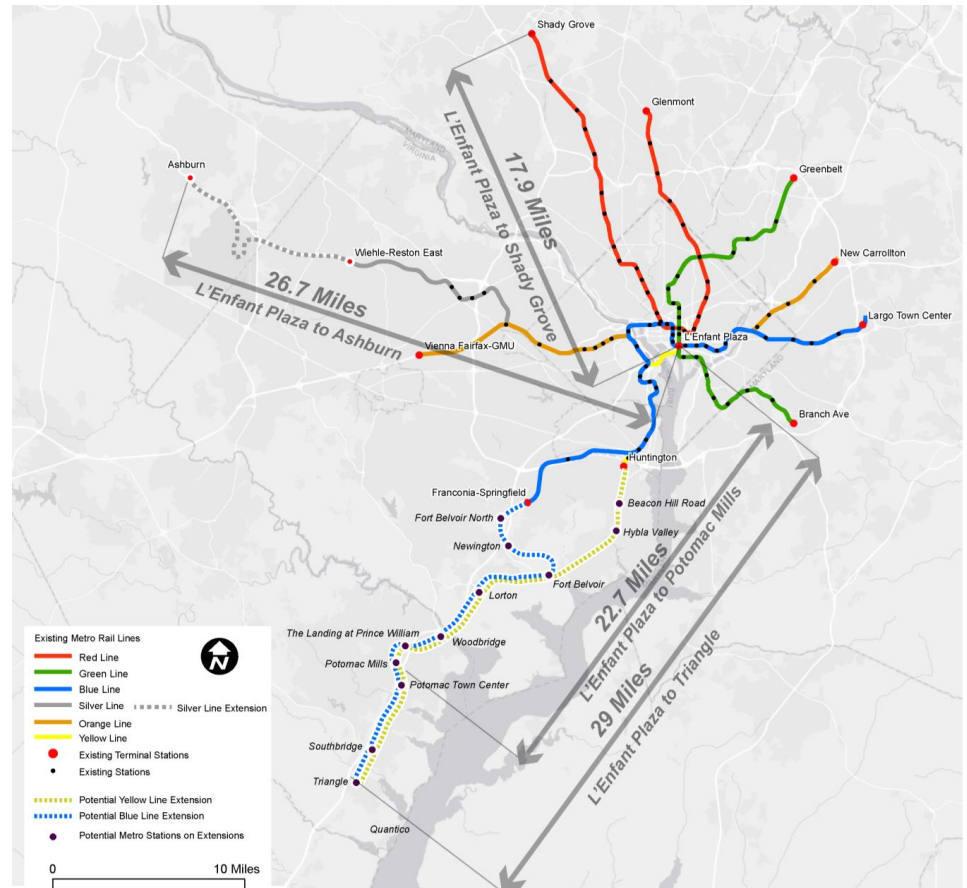 Shady Grove
Glenmont
MARYLAND
VIRGINIA
Greenbelt
Ashburn
17.9 Miles
L'Enfant Plaza to Shady Grove
Wiehle-Reston East
New Carrollton
26.7 Miles
L'Enfant Plaza to Ashburn
Largo Town Center
L'Enfant Plaza
Vienna Fairfax-GMU
MARYLAND
Branch Ave
Huntington
Franconia-Springfield
Beacon Hill Road
Fort Belvoir North
Hybla Valley
Newington
Fort Belvoir
22.7 Miles
L'Enfant Plaza to Potomac Mills
Lorton
29 Miles
L'Enfant Plaza to Triangle
The Landing at Prince William
Woodbridge
Potomac Mills
Potomac Town Center
Southbridge
Triangle
Quantico
Existing Metro Rail Lines
N
Red Line
Green Line
Blue Line
Silver Line
Silver Line Extension
Orange Line
Yellow Line
Existing Terminal Stations
Existing Stations
Potential Yellow Line Extension
Potential Blue Line Extension
Potential Metro Stations on Extensions
0
10 Miles